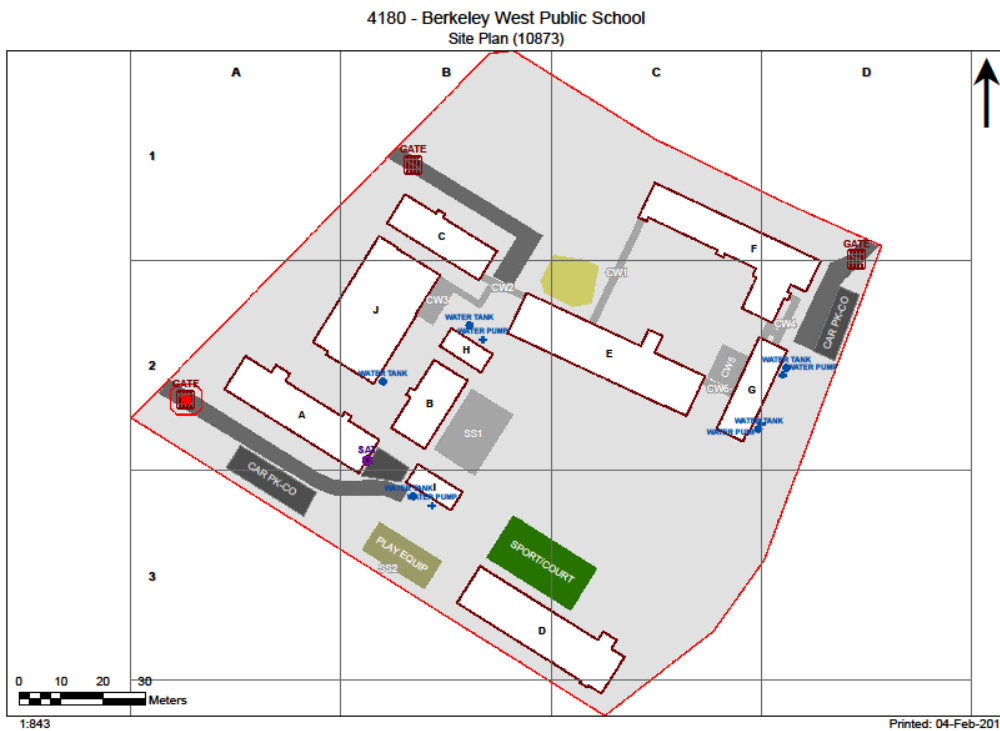 4180 - Berkeley West Public School
Site Plan (10873)
A
B
C
D
1
GATE
C
F
GATE
CW1
CW2
CW3
J
WATER TANK
WATER PUMP
H
E
CW4
CAR PK-CO
CW5
WATER TANK
WATER PUMP
2
WATER TANK
GATE
CW6
G
A
B
WATER TANK
WATER PUMP
SS1
SAT
CAR PK-CO
WATER TANK
I
WATER PUMP
PLAY EQUIP
SS2
SPORT/COURT
3
D
0 10 20 30
Meters
1:843
Printed: 04-Feb-201